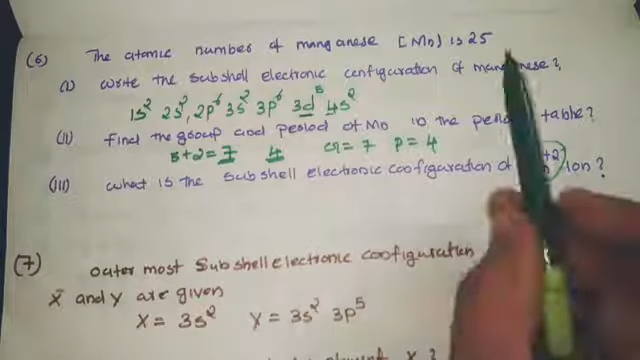 (6) The atomic number of manganese [Mn) is 25
(i) write the subshell electronic configuration of manganese?
1s² 2s², 2p⁶ 3s² 3p⁶ 3d⁵ 4s²
(ii) Find the group and period of Mn in the table?
5+2=7 4 G=7 P=4
(iii) what is the subshell electronic configuration of +2 ion?
(7) outer most subshell electronic configuration
X and Y are given
X = 3s² Y = 3s² 3p⁵
X?